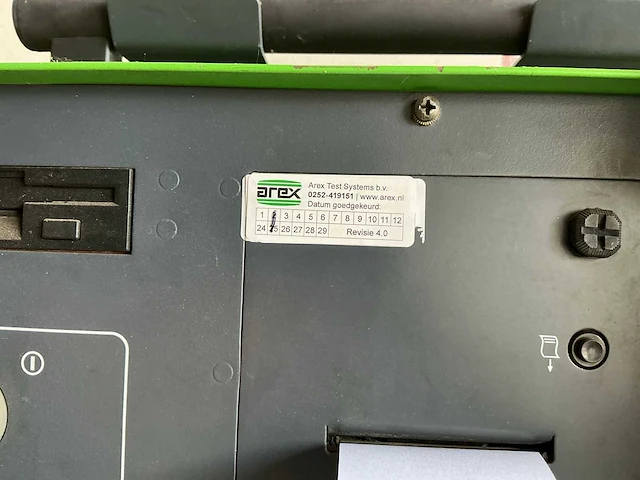 arex
Arex Test Systems b.v.
0252-419151 | www.arex.nl
Datum goedgekeurd:
1 3 4 5 6 7 8 9 10 11 12
24 25 26 27 28 29 Revisie 4.0